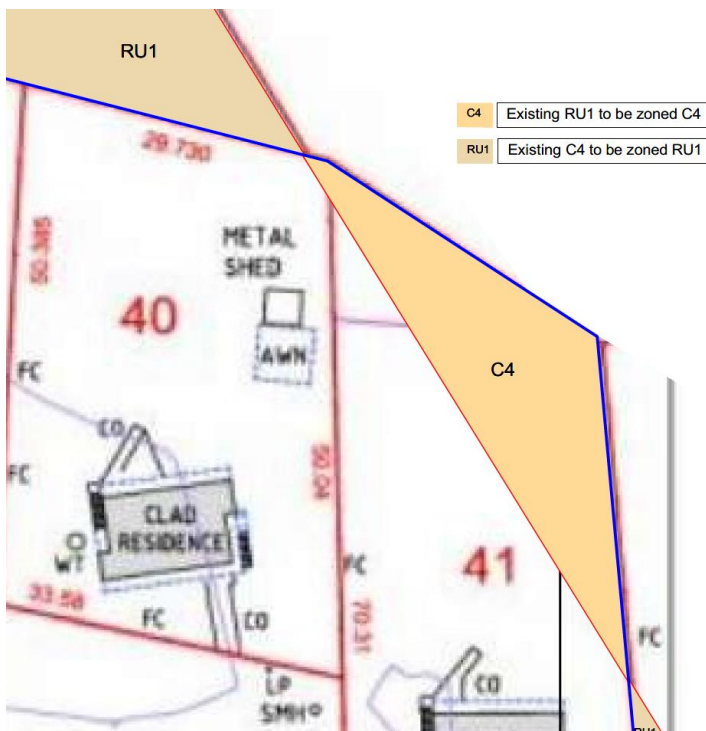 RU1
C4 Existing RU1 to be zoned C4
RU1 Existing C4 to be zoned RU1
29.730
50.385
METAL
SHED
40
AWN
C4
FC
CO
FC
50.04
CLAD
RESIDENCE
WT
FC
41
33.58
FC
CO
70.31
FC
LP
SMH
CO
RU1